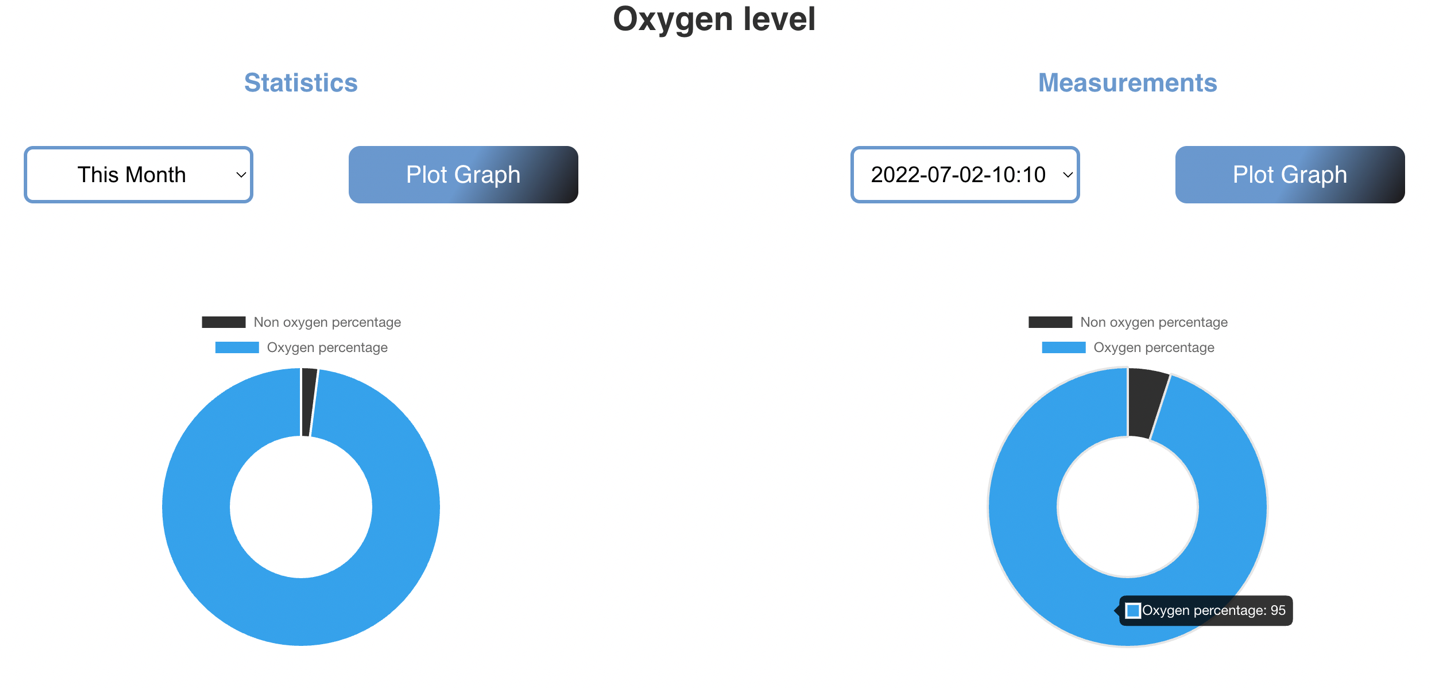 Oxygen level
Statistics
Measurements
This Month
Plot Graph
2022-07-02-10:10
Plot Graph
Non oxygen percentage
Oxygen percentage
Non oxygen percentage
Oxygen percentage
Oxygen percentage: 95